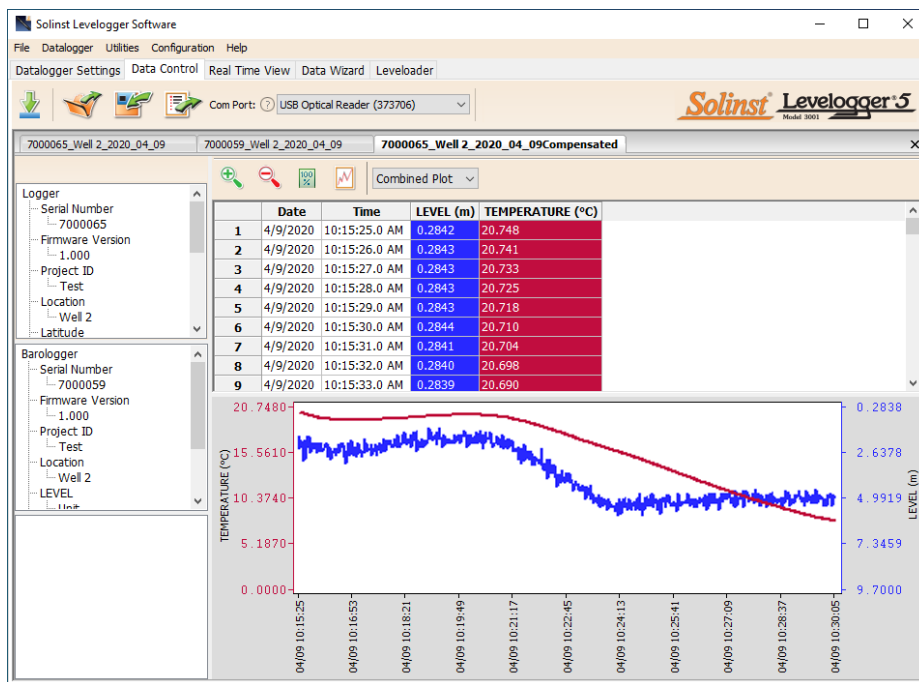 Solinst Levelogger Software
File Datalogger Utilities Configuration Help
Datalogger Settings Data Control Real Time View Data Wizard Leveloader
Com Port: ? USB Optical Reader (373706)
Solinst Levelogger 5
Model 3001
7000065_Well 2_2020_04_09 7000059_Well 2_2020_04_09 7000065_Well 2_2020_04_09Compensated
100 % Combined Plot
Logger
Serial Number
7000065
Firmware Version
1.000
Project ID
Test
Location
Well 2
Latitude
Barologger
Serial Number
7000059
Firmware Version
1.000
Project ID
Test
Location
Well 2
LEVEL
Unit
Date Time LEVEL (m) TEMPERATURE (ºC)
1 4/9/2020 10:15:25.0 AM 0.2842 20.748
2 4/9/2020 10:15:26.0 AM 0.2843 20.741
3 4/9/2020 10:15:27.0 AM 0.2843 20.733
4 4/9/2020 10:15:28.0 AM 0.2843 20.725
5 4/9/2020 10:15:29.0 AM 0.2843 20.718
6 4/9/2020 10:15:30.0 AM 0.2844 20.710
7 4/9/2020 10:15:31.0 AM 0.2841 20.704
8 4/9/2020 10:15:32.0 AM 0.2840 20.698
9 4/9/2020 10:15:33.0 AM 0.2839 20.690
TEMPERATURE (ºC)
20.7480
15.5610
10.3740
5.1870
0.0000
0.2838
2.6378
4.9919
7.3459
9.7000
LEVEL (m)
04/09 10:15:25
04/09 10:16:53
04/09 10:18:21
04/09 10:19:49
04/09 10:21:17
04/09 10:22:45
04/09 10:24:13
04/09 10:25:41
04/09 10:27:09
04/09 10:28:37
04/09 10:30:05